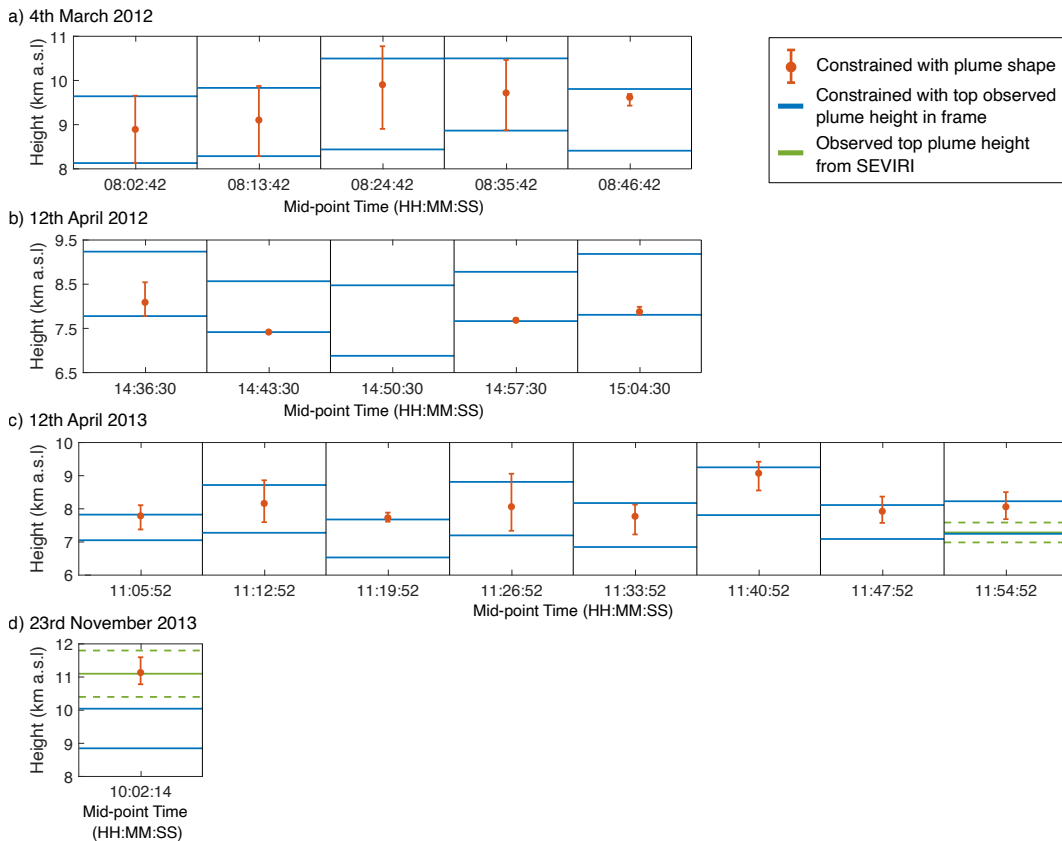 a) 4th March 2012
11
10
9
8
Height (km a.s.l)
08:02:42 08:13:42 08:24:42 08:35:42 08:46:42
Mid-point Time (HH:MM:SS)
Constrained with plume shape
Constrained with top observed
plume height in frame
Observed top plume height
from SEVIRI
b) 12th April 2012
9.5
8.5
7.5
6.5
Height (km a.s.l)
14:36:30 14:43:30 14:50:30 14:57:30 15:04:30
Mid-point Time (HH:MM:SS)
c) 12th April 2013
10
9
8
7
6
Height (km a.s.l)
11:05:52 11:12:52 11:19:52 11:26:52 11:33:52 11:40:52 11:47:52 11:54:52
Mid-point Time (HH:MM:SS)
d) 23rd November 2013
12
11
10
9
8
Height (km a.s.l)
10:02:14
Mid-point Time
(HH:MM:SS)